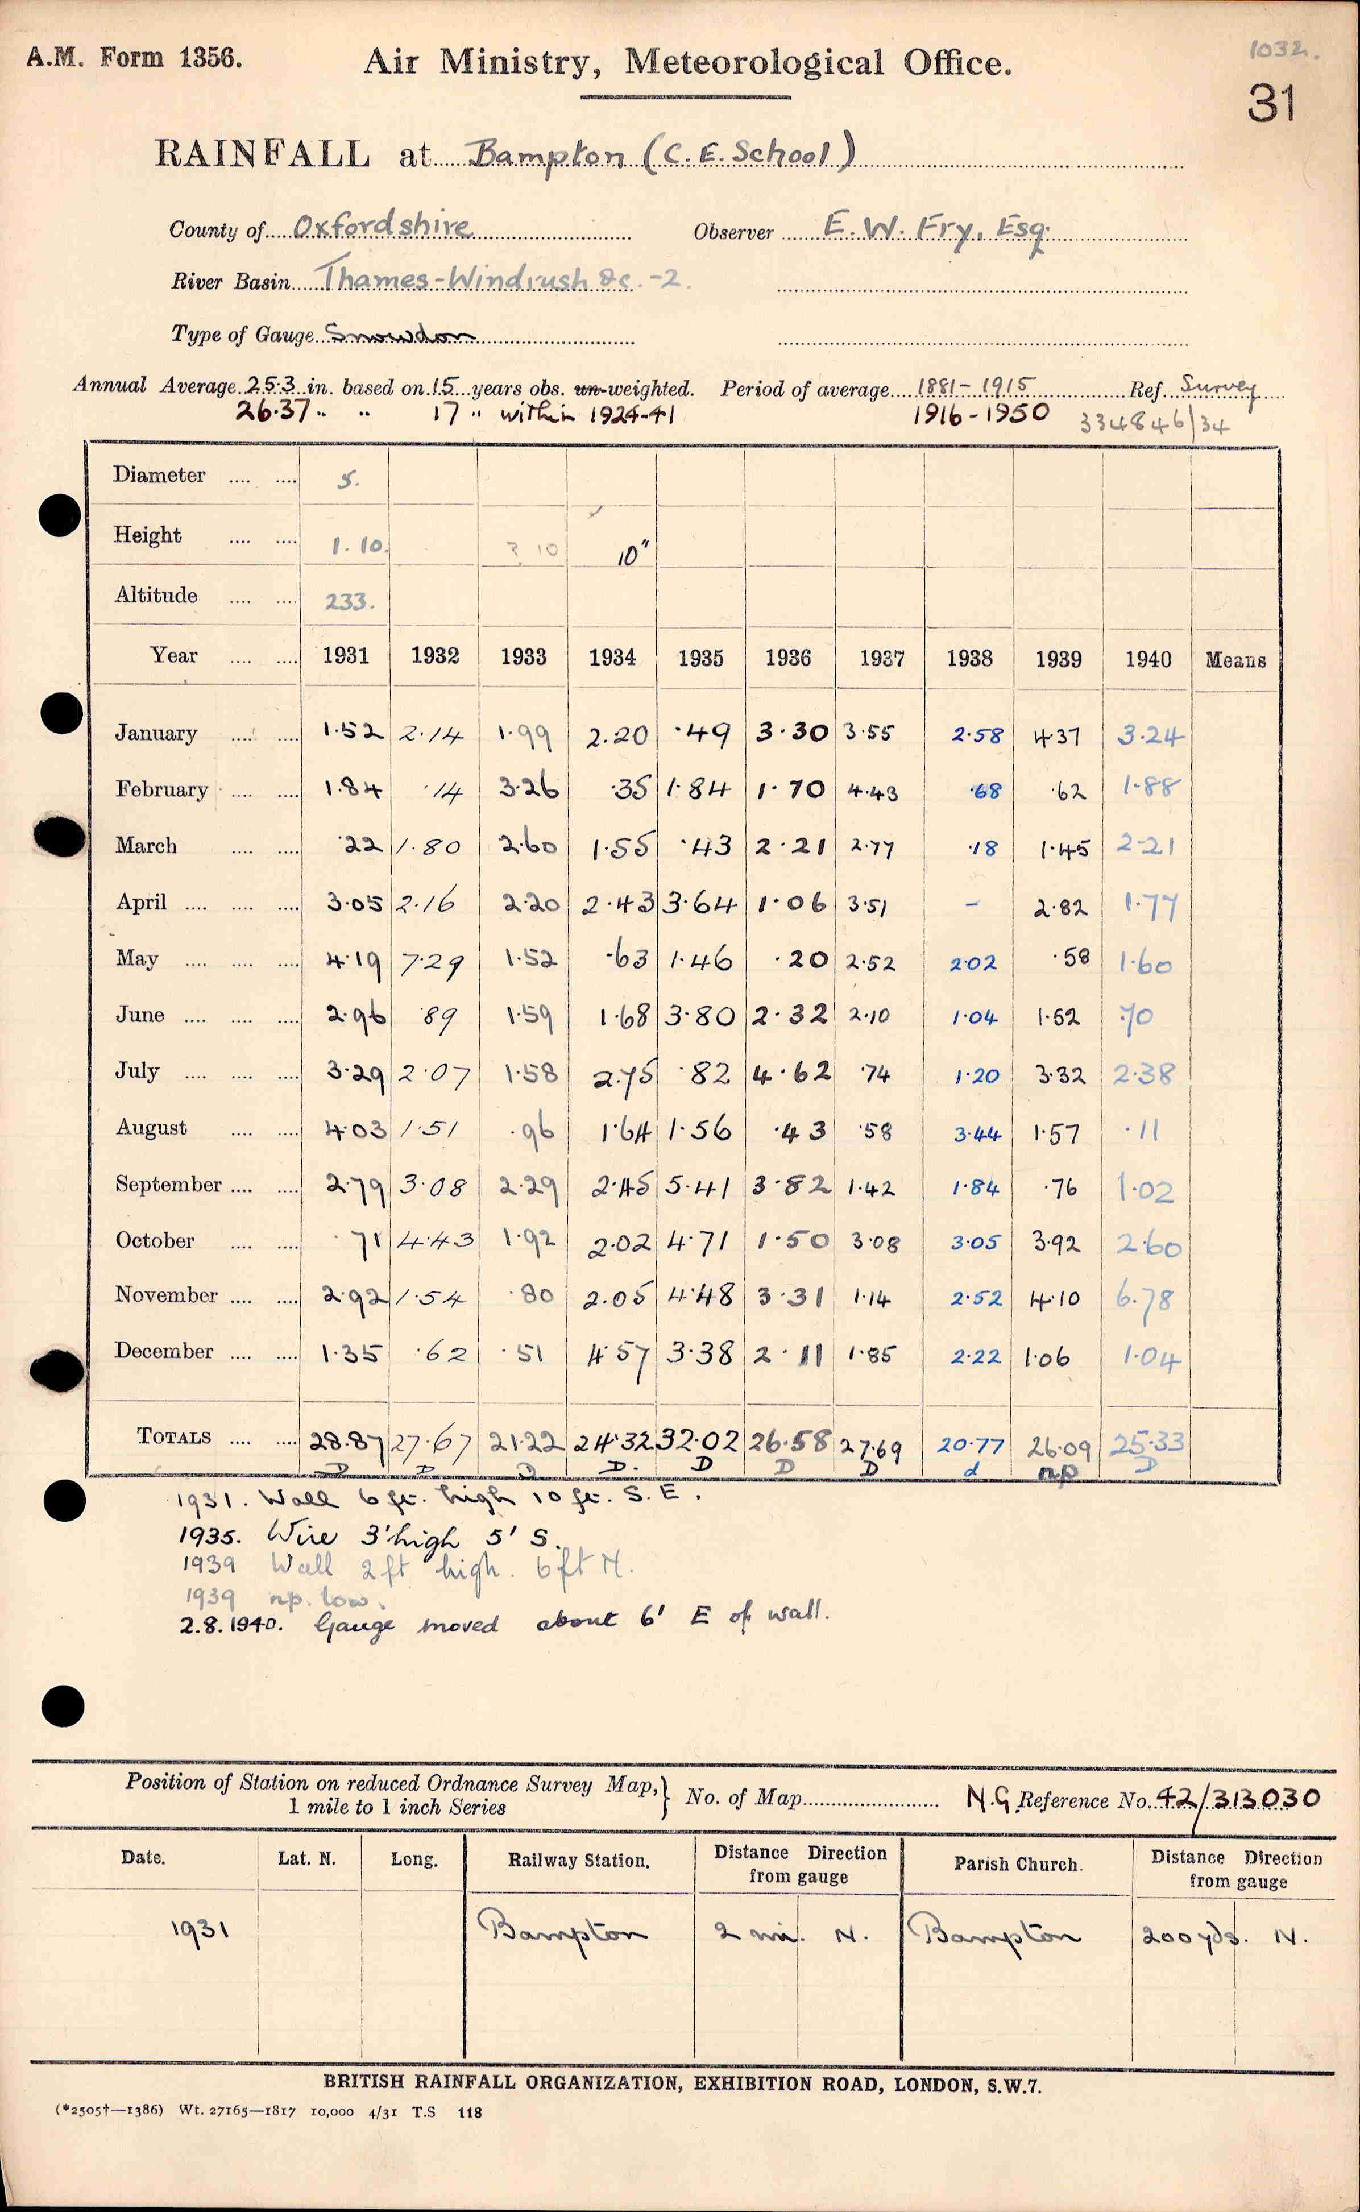 A.M. Form 1356. Air Ministry, Meteorological Office. 1032.
31
RAINFALL at Bampton (C.E. School)
County of Oxfordshire Observer E. W. Fry, Esq.
River Basin Thames-Windrush &c. -2.
Type of Gauge Snowdon
Annual Average 25.3 in. based on 15 years obs. un-weighted. Period of average 1881-1915 Ref. Survey
26.37 " " 17 " within 1924-41 1916-1950 334846/34
Diameter .... .... 5.
Height .... .... 1.10. ? 10 10"
Altitude .... .... 233.
Year .... .... 1931 1932 1933 1934 1935 1936 1937 1938 1939 1940 Means
January .... .... 1.52 2.14 1.99 2.20 .49 3.30 3.55 2.58 4.37 3.24
February .... .... 1.84 .14 3.26 .35 1.84 1.70 4.43 .68 .62 1.88
March .... .... .22 1.80 2.60 1.55 .43 2.21 2.77 .18 1.45 2.21
April .... .... .... 3.05 2.16 2.20 2.43 3.64 1.06 3.51 - 2.82 1.77
May .... .... .... 4.19 7.29 1.52 .63 1.46 .20 2.52 2.02 .58 1.60
June .... .... .... 2.96 .89 1.59 1.68 3.80 2.32 2.10 1.04 1.52 .70
July .... .... .... 3.29 2.07 1.58 2.75 .82 4.62 .74 1.20 3.32 2.38
August .... .... 4.03 1.51 .96 1.64 1.56 .43 .58 3.44 1.57 .11
September .... .... 2.79 3.08 2.29 2.45 5.41 3.82 1.42 1.84 .76 1.02
October .... .... .71 4.43 1.92 2.02 4.71 1.50 3.08 3.05 3.92 2.60
November .... .... 2.92 1.54 .80 2.05 4.48 3.31 1.14 2.52 4.10 6.78
December .... .... 1.35 .62 .51 4.57 3.38 2.11 1.85 2.22 1.06 1.04
TOTALS .... .... 28.87 27.67 21.22 24.32 32.02 26.58 27.69 20.77 26.09 25.33
D D D D. D D D d np D
1931. Wall 6 ft. high 10 ft. S.E.
1935. Wire 3' high 5' S.
1939 Wall 2 ft high. 6 ft N.
1939 np. low.
2.8.1940. Gauge moved about 6' E of wall.
Position of Station on reduced Ordnance Survey Map,} No. of Map N.G Reference No. 42/313030
1 mile to 1 inch Series
Date. Lat. N. Long. Railway Station. Distance Direction from gauge Parish Church. Distance Direction from gauge
1931 Bampton 2 mi. N. Bampton 200 yds. N.
BRITISH RAINFALL ORGANIZATION, EXHIBITION ROAD, LONDON, S.W.7.
(*2505†—1386) Wt. 27165—1817 10,000 4/31 T.S 118